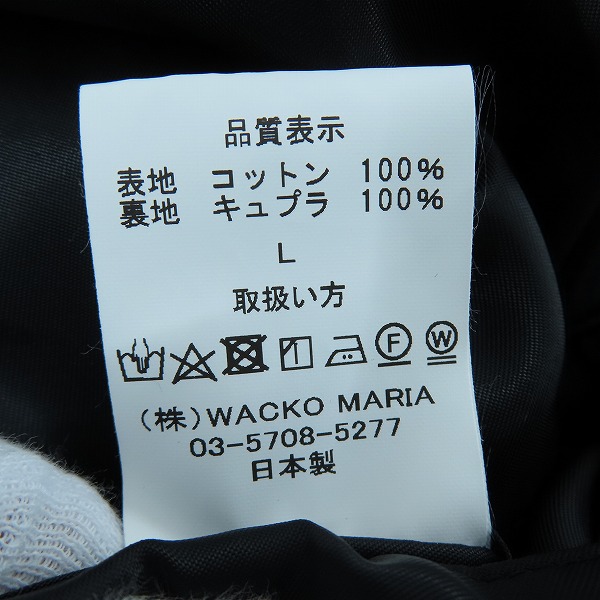 品質表示
表地 コットン 100%
裏地 キュプラ 100%
L
取扱い方
F W
(株)WACKO MARIA
03-5708-5277
日本製